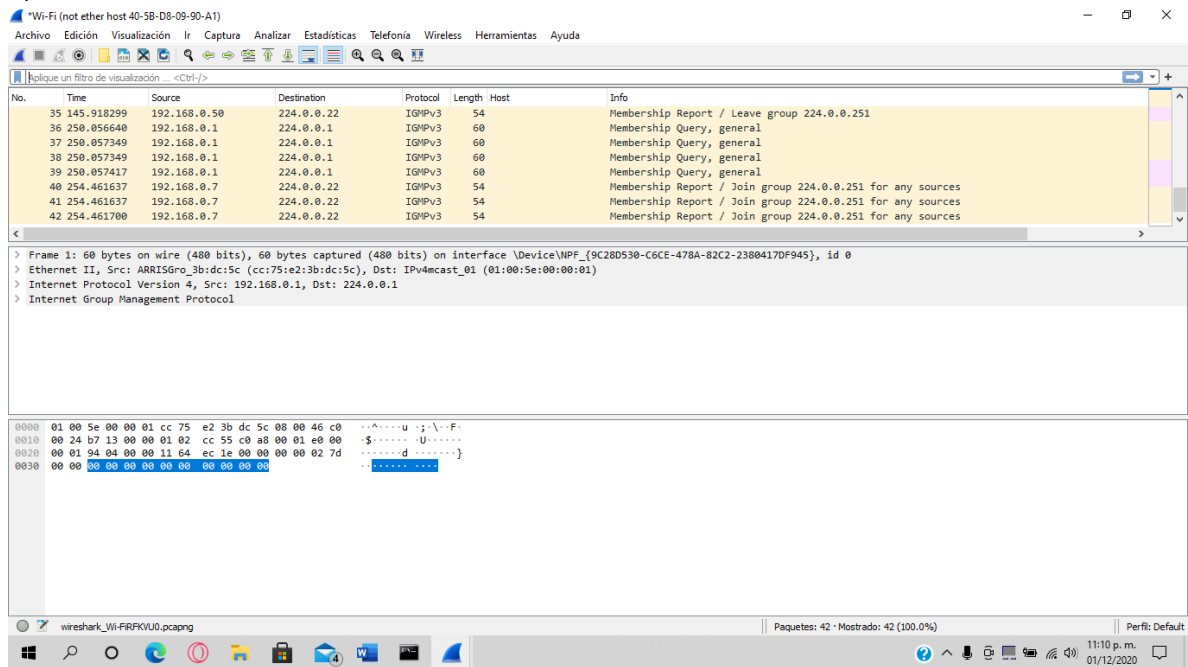 *Wi-Fi (not ether host 40-5B-D8-09-90-A1)
Archivo Edición Visualización Ir Captura Analizar Estadísticas Telefonía Wireless Herramientas Ayuda
Aplique un filtro de visualización ... <Ctrl-/>
No. Time Source Destination Protocol Length Host Info
35 145.918299 192.168.0.50 224.0.0.22 IGMPv3 54 Membership Report / Leave group 224.0.0.251
36 250.056640 192.168.0.1 224.0.0.1 IGMPv3 60 Membership Query, general
37 250.057349 192.168.0.1 224.0.0.1 IGMPv3 60 Membership Query, general
38 250.057349 192.168.0.1 224.0.0.1 IGMPv3 60 Membership Query, general
39 250.057417 192.168.0.1 224.0.0.1 IGMPv3 60 Membership Query, general
40 254.461637 192.168.0.7 224.0.0.22 IGMPv3 54 Membership Report / Join group 224.0.0.251 for any sources
41 254.461637 192.168.0.7 224.0.0.22 IGMPv3 54 Membership Report / Join group 224.0.0.251 for any sources
42 254.461700 192.168.0.7 224.0.0.22 IGMPv3 54 Membership Report / Join group 224.0.0.251 for any sources
> Frame 1: 60 bytes on wire (480 bits), 60 bytes captured (480 bits) on interface \Device\NPF_{9C28D530-C6CE-478A-82C2-2380417DF945}, id 0
> Ethernet II, Src: ARRISGro_3b:dc:5c (cc:75:e2:3b:dc:5c), Dst: IPv4mcast_01 (01:00:5e:00:00:01)
> Internet Protocol Version 4, Src: 192.168.0.1, Dst: 224.0.0.1
> Internet Group Management Protocol
0000 01 00 5e 00 00 01 cc 75 e2 3b dc 5c 08 00 46 c0 ··^····u ·;·\··F·
0010 00 24 b7 13 00 00 01 02 cc 55 c0 a8 00 01 e0 00 ·$······ ·U······
0020 00 01 94 04 00 00 11 64 ec 1e 00 00 00 00 02 7d ·······d ·······}
0030 00 00 00 00 00 00 00 00 00 00 00 00 ········ ····
wireshark_Wi-FiRFKVU0.pcapng Paquetes: 42 · Mostrado: 42 (100.0%) Perfil: Default
4
11:10 p. m.
01/12/2020